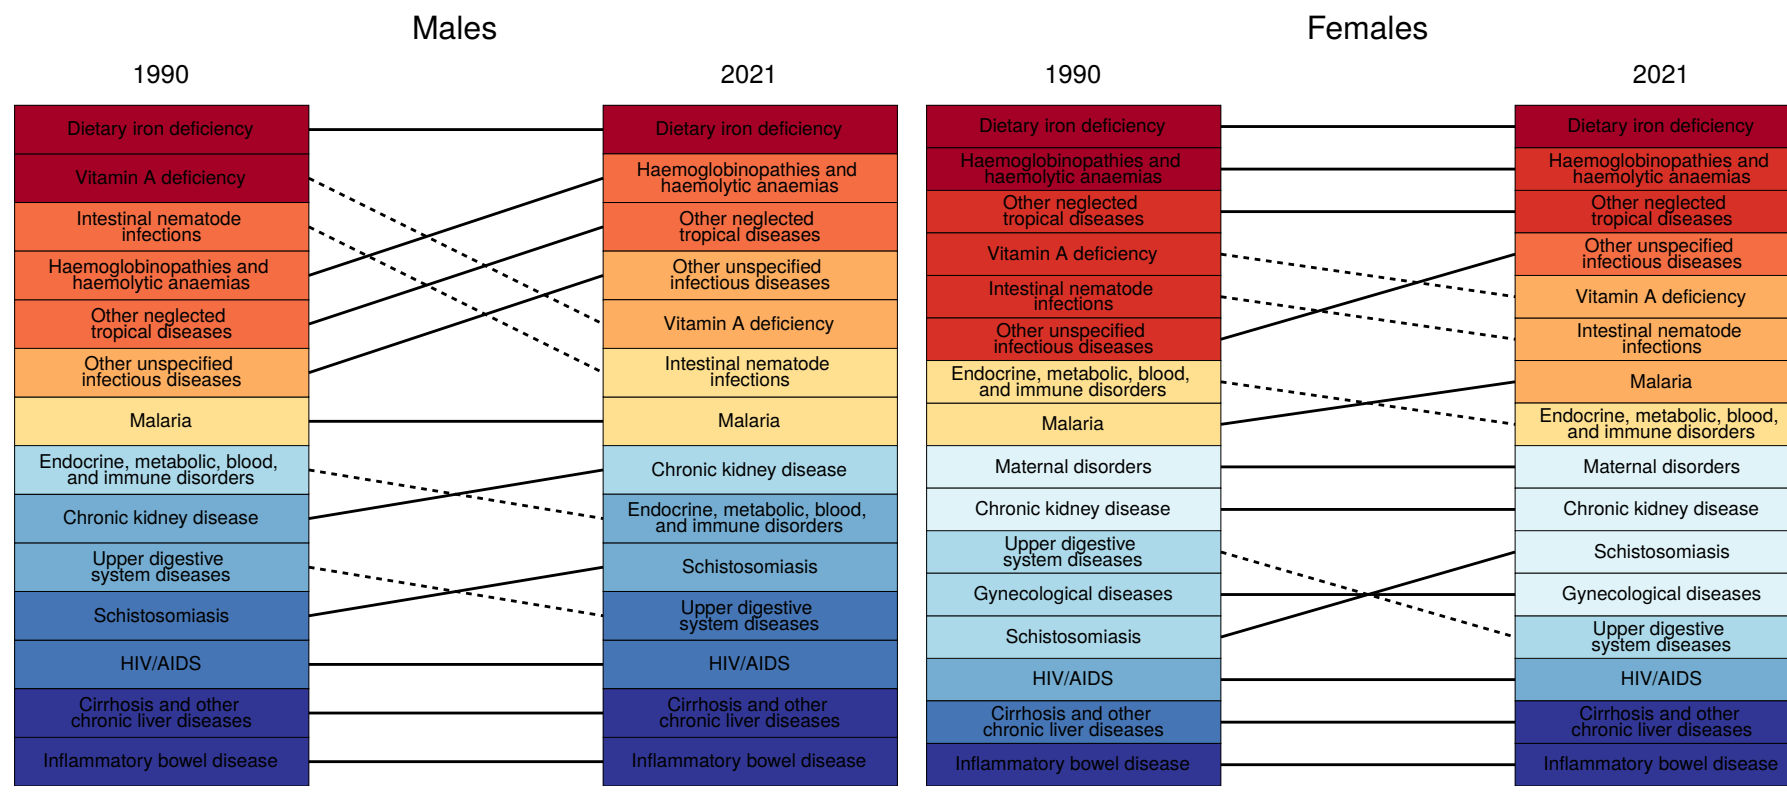 Males
1990
2021
Dietary iron deficiency
Vitamin A deficiency
Intestinal nematode
infections
Haemoglobinopathies and
haemolytic anaemias
Other neglected
tropical diseases
Other unspecified
infectious diseases
Malaria
Endocrine, metabolic, blood,
and immune disorders
Chronic kidney disease
Upper digestive
system diseases
Schistosomiasis
HIV/AIDS
Cirrhosis and other
chronic liver diseases
Inflammatory bowel disease
Dietary iron deficiency
Haemoglobinopathies and
haemolytic anaemias
Other neglected
tropical diseases
Other unspecified
infectious diseases
Vitamin A deficiency
Intestinal nematode
infections
Malaria
Chronic kidney disease
Endocrine, metabolic, blood,
and immune disorders
Schistosomiasis
Upper digestive
system diseases
HIV/AIDS
Cirrhosis and other
chronic liver diseases
Inflammatory bowel disease
Females
1990
2021
Dietary iron deficiency
Haemoglobinopathies and
haemolytic anaemias
Other neglected
tropical diseases
Vitamin A deficiency
Intestinal nematode
infections
Other unspecified
infectious diseases
Endocrine, metabolic, blood,
and immune disorders
Malaria
Maternal disorders
Chronic kidney disease
Upper digestive
system diseases
Gynecological diseases
Schistosomiasis
HIV/AIDS
Cirrhosis and other
chronic liver diseases
Inflammatory bowel disease
Dietary iron deficiency
Haemoglobinopathies and
haemolytic anaemias
Other neglected
tropical diseases
Other unspecified
infectious diseases
Vitamin A deficiency
Intestinal nematode
infections
Malaria
Endocrine, metabolic, blood,
and immune disorders
Maternal disorders
Chronic kidney disease
Schistosomiasis
Gynecological diseases
Upper digestive
system diseases
HIV/AIDS
Cirrhosis and other
chronic liver diseases
Inflammatory bowel disease